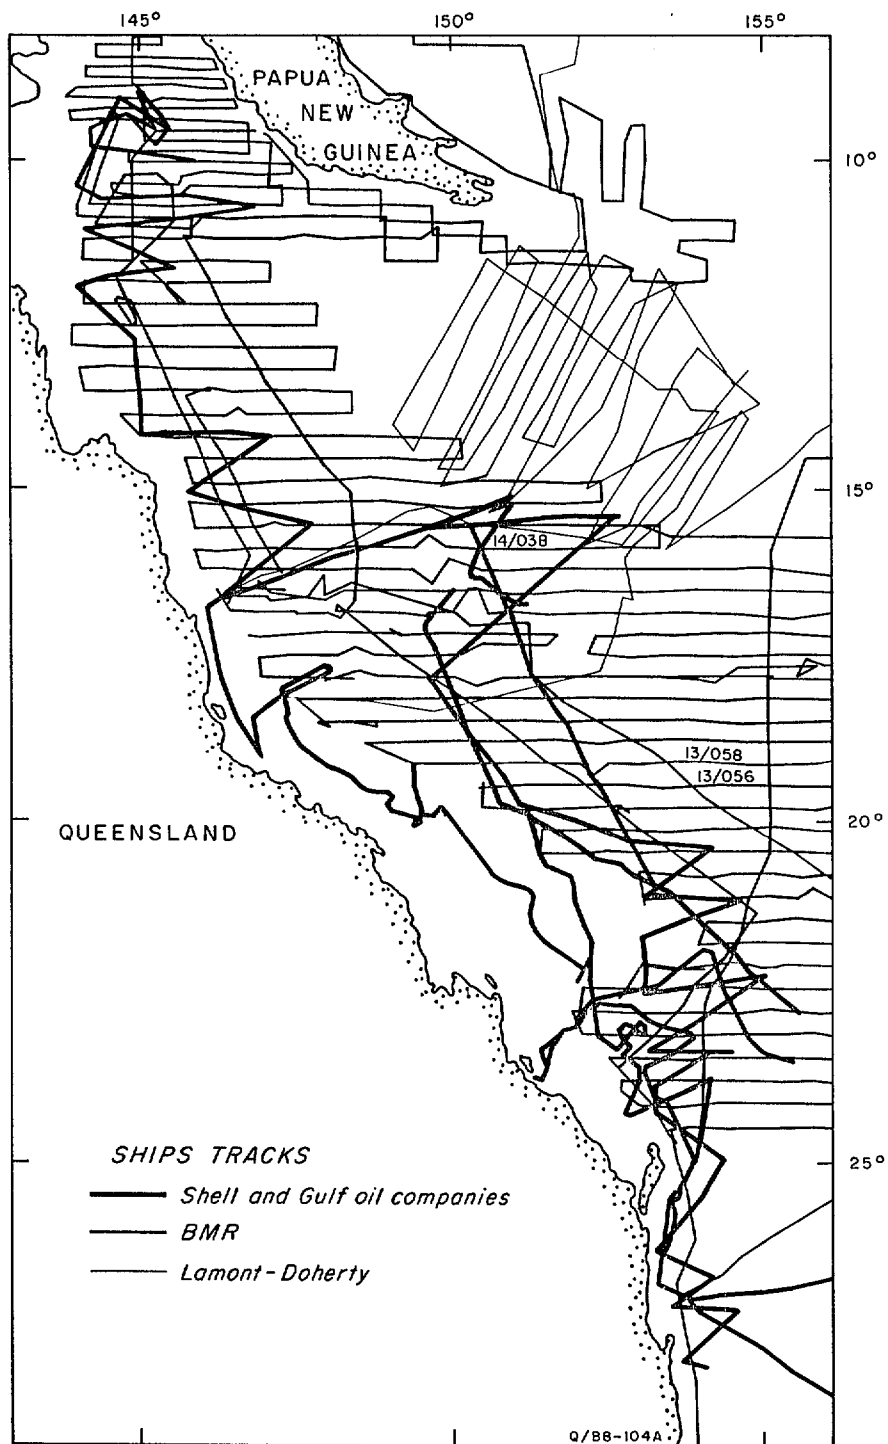 145° 150° 155°
PAPUA
NEW
GUINEA
10°
15°
14/038
13/058
13/056
20°
QUEENSLAND
25°
SHIPS TRACKS
Shell and Gulf oil companies
BMR
Lamont-Doherty
Q/B8-104A